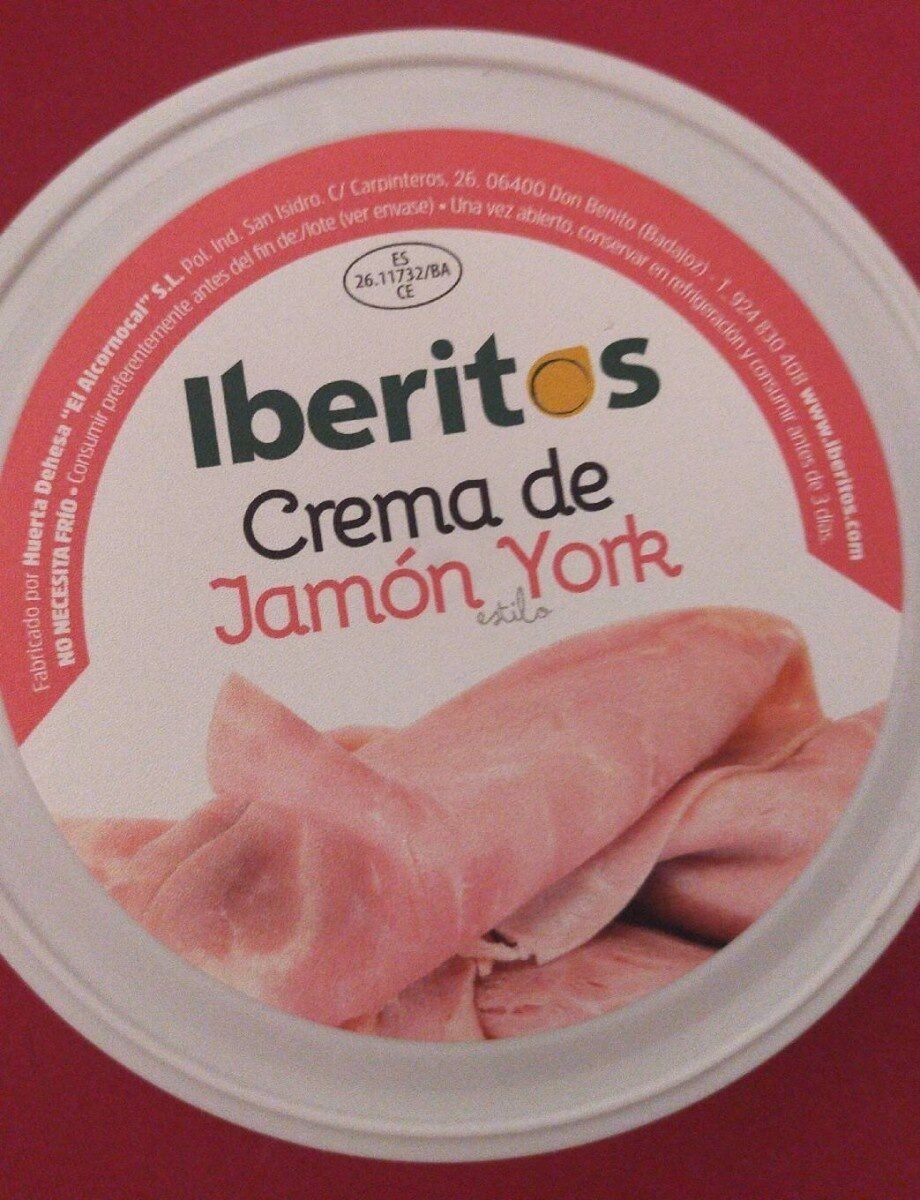 Fabricado por Huerta Dehesa "El Alcornocal" S.L. Pol. Ind. San Isidro. C/ Carpinteros, 26. 06400 Don Benito (Badajoz) - T. 924 830 408 www.iberitos.com
NO NECESITA FRÍO • Consumir preferentemente antes del fin de:/lote (ver envase) • Una vez abierto, conservar en refrigeración y consumir antes de 3 días
ES
26.11732/BA
CE
Iberitos
Crema de
Jamón York
estilo